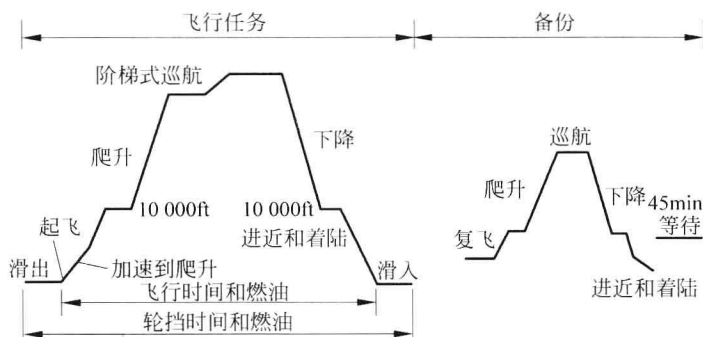 飞行任务
备份
阶梯式巡航
爬升
下降
10 000ft
10 000ft
起飞
进近和着陆
滑出
加速到爬升
滑入
飞行时间和燃油
轮挡时间和燃油
巡航
爬升
下降
45min
等待
复飞
进近和着陆